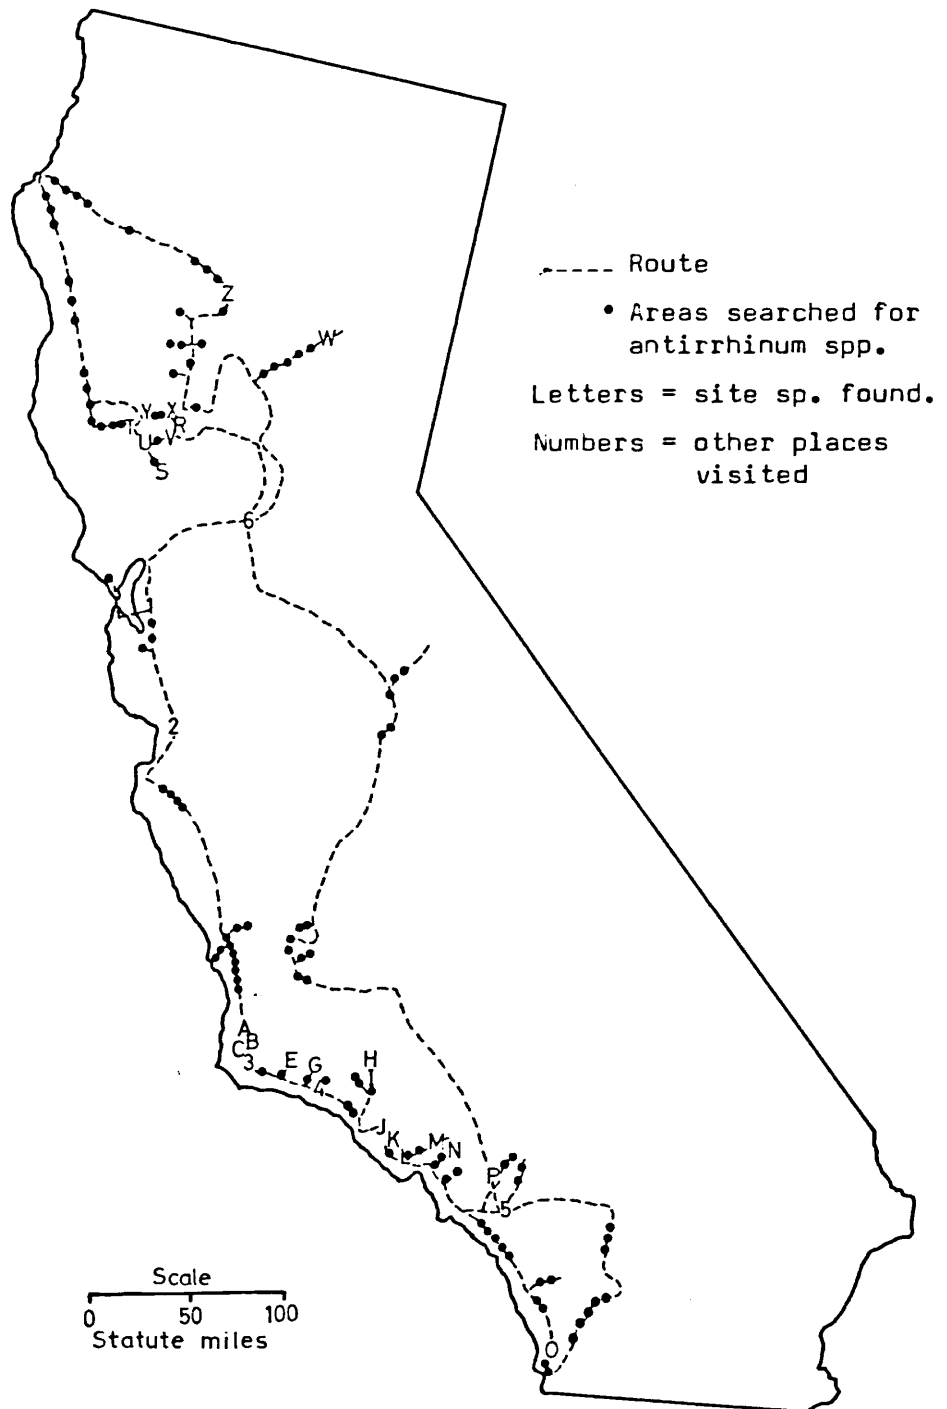 Route
Areas searched for
antirrhinum spp.
Letters = site sp. found.
Numbers = other places
visited
Z
W
Y X
T R
U V
S
6
2
A
B
C
3 E G H
4 I
J
K M
L N
P
5
O
Scale
0 50 100
Statute miles